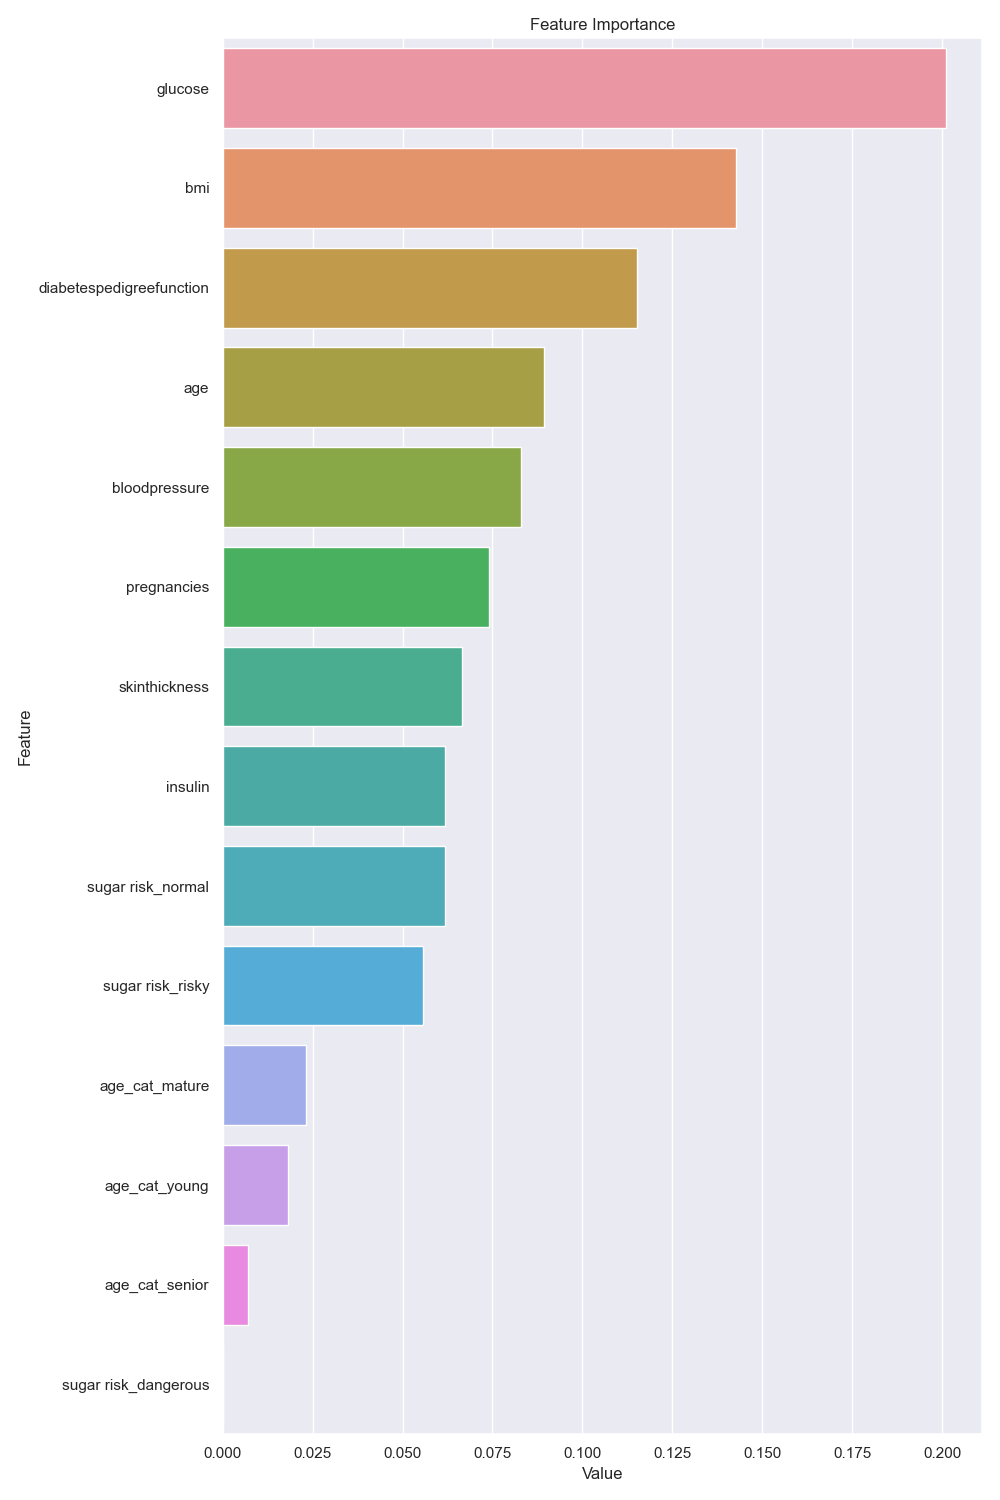 Feature Importance
glucose
bmi
diabetespedigreefunction
age
bloodpressure
pregnancies
skinthickness
insulin
sugar risk_normal
sugar risk_risky
age_cat_mature
age_cat_young
age_cat_senior
sugar risk_dangerous
Feature
0.000 0.025 0.050 0.075 0.100 0.125 0.150 0.175 0.200
Value